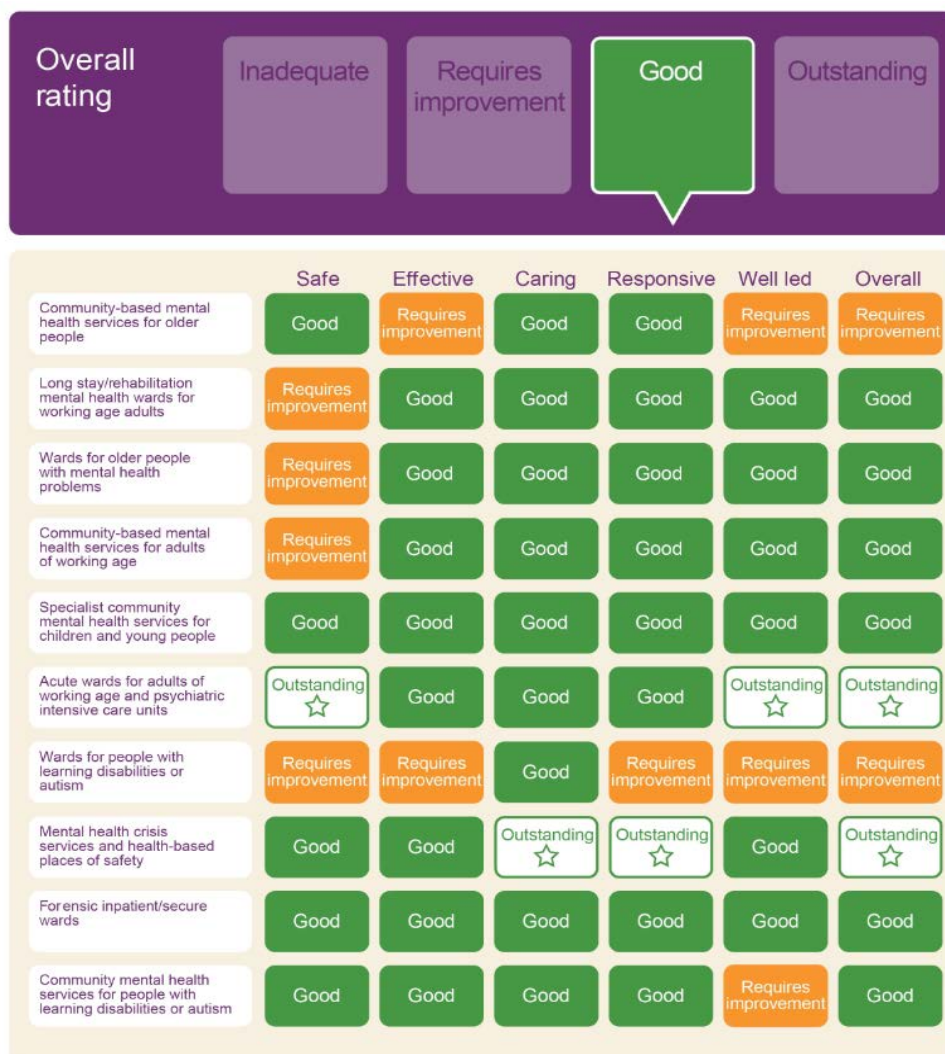 Overall
rating
Inadequate
Requires
improvement
Good
Outstanding
Safe Effective Caring Responsive Well led Overall
Community-based mental
health services for older
people
Good
Requires
improvement
Good
Good
Requires
improvement
Requires
improvement
Long stay/rehabilitation
mental health wards for
working age adults
Requires
improvement
Good
Good
Good
Good
Good
Wards for older people
with mental health
problems
Requires
improvement
Good
Good
Good
Good
Good
Community-based mental
health services for adults
of working age
Requires
improvement
Good
Good
Good
Good
Good
Specialist community
mental health services for
children and young people
Good
Good
Good
Good
Good
Good
Acute wards for adults of
working age and psychiatric
intensive care units
Outstanding
Good
Good
Good
Outstanding
Outstanding
Wards for people with
learning disabilities or
autism
Requires
improvement
Requires
improvement
Good
Requires
improvement
Requires
improvement
Requires
improvement
Mental health crisis
services and health-based
places of safety
Good
Good
Outstanding
Outstanding
Good
Outstanding
Forensic inpatient/secure
wards
Good
Good
Good
Good
Good
Good
Community mental health
services for people with
learning disabilities or autism
Good
Good
Good
Good
Requires
improvement
Good